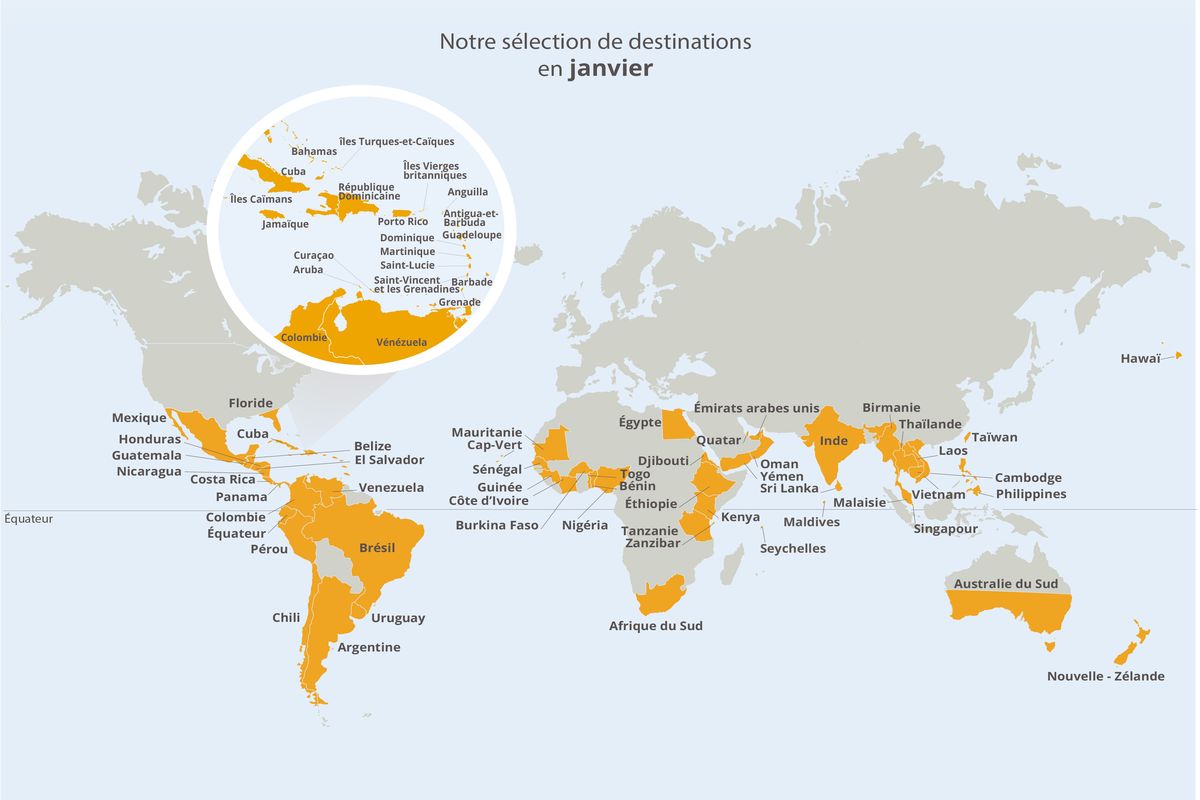 Notre sélection de destinations
en janvier
Bahamas
Îles Turques-et-Caïques
Cuba
Îles Vierges
britanniques
République
Dominicaine
Anguilla
Îles Caïmans
Porto Rico
Antigua-et-
Barbuda
Jamaïque
Guadeloupe
Dominique
Martinique
Curaçao
Saint-Lucie
Aruba
Saint-Vincent
et les Grenadines
Barbade
Grenade
Colombie
Vénézuela
Hawaï
Floride
Mexique
Cuba
Honduras
Guatemala
Nicaragua
Belize
El Salvador
Costa Rica
Panama
Venezuela
Colombie
Équateur
Pérou
Brésil
Chili
Uruguay
Argentine
Équateur
Mauritanie
Cap-Vert
Sénégal
Guinée
Côte d'Ivoire
Burkina Faso
Nigéria
Togo
Bénin
Égypte
Djibouti
Éthiopie
Tanzanie
Zanzibar
Kenya
Afrique du Sud
Émirats arabes unis
Quatar
Oman
Yémen
Sri Lanka
Inde
Maldives
Seychelles
Birmanie
Thaïlande
Taïwan
Laos
Cambodge
Philippines
Vietnam
Malaisie
Singapour
Australie du Sud
Nouvelle - Zélande